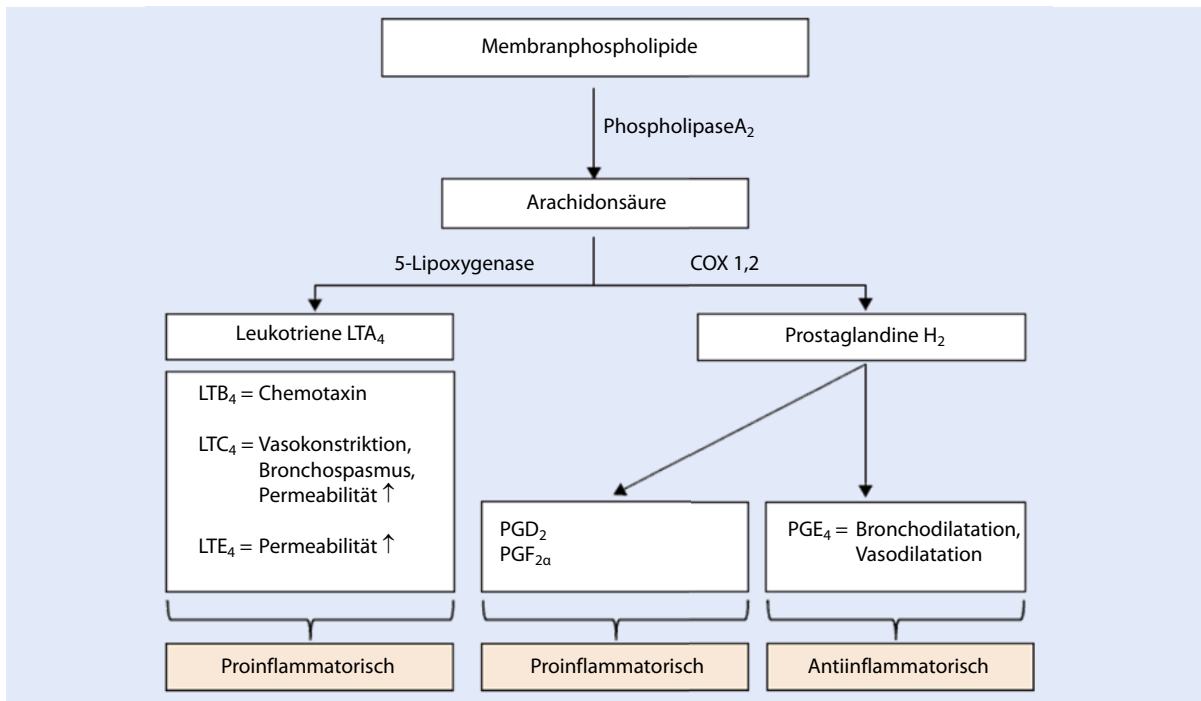 Membranphospholipide
PhospholipaseA₂
Arachidonsäure
5-Lipoxygenase
COX 1,2
Leukotriene LTA₄
Prostaglandine H₂
LTB₄ = Chemotaxin
LTC₄ = Vasokonstriktion,
Bronchospasmus,
Permeabilität ↑
LTE₄ = Permeabilität ↑
PGD₂
PGF₂α
PGE₄ = Bronchodilatation,
Vasodilatation
Proinflammatorisch
Proinflammatorisch
Antiinflammatorisch